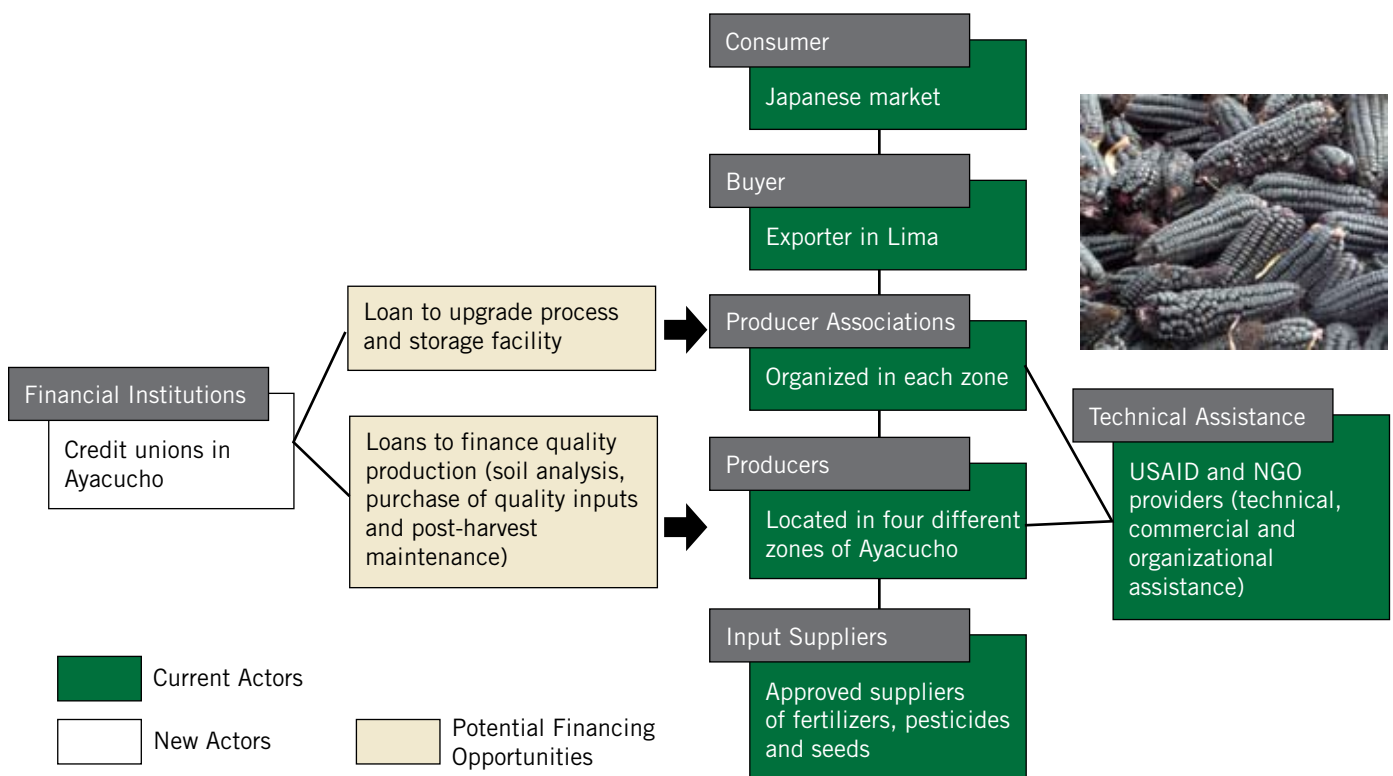 Consumer
Japanese market
Buyer
Exporter in Lima
Loan to upgrade process
and storage facility
Producer Associations
Organized in each zone
Financial Institutions
Credit unions in
Ayacucho
Loans to finance quality
production (soil analysis,
purchase of quality inputs
and post-harvest
maintenance)
Producers
Located in four different
zones of Ayacucho
Technical Assistance
USAID and NGO
providers (technical,
commercial and
organizational
assistance)
Input Suppliers
Approved suppliers
of fertilizers, pesticides
and seeds
Current Actors
New Actors
Potential Financing
Opportunities